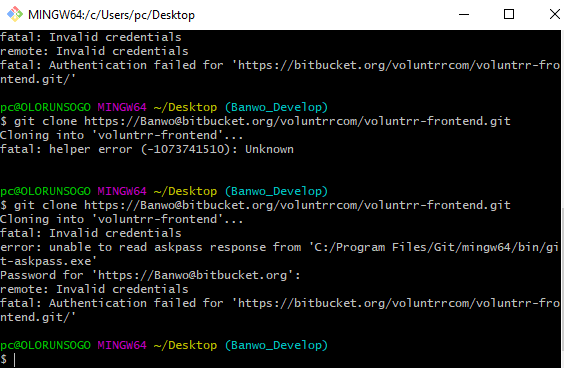 MINGW64:/c/Users/pc/Desktop
fatal: Invalid credentials
remote: Invalid credentials
fatal: Authentication failed for 'https://bitbucket.org/voluntrrcom/voluntrr-fro
ntend.git/'
pc@OLORUNSOGO MINGW64 ~/Desktop (Banwo_Develop)
$ git clone https://Banwo@bitbucket.org/voluntrrcom/voluntrr-frontend.git
Cloning into 'voluntrr-frontend'...
fatal: helper error (-1073741510): Unknown
pc@OLORUNSOGO MINGW64 ~/Desktop (Banwo_Develop)
$ git clone https://Banwo@bitbucket.org/voluntrrcom/voluntrr-frontend.git
Cloning into 'voluntrr-frontend'...
fatal: Invalid credentials
error: unable to read askpass response from 'C:/Program Files/Git/mingw64/bin/gi
t-askpass.exe'
Password for 'https://Banwo@bitbucket.org':
remote: Invalid credentials
fatal: Authentication failed for 'https://bitbucket.org/voluntrrcom/voluntrr-fro
ntend.git/'
pc@OLORUNSOGO MINGW64 ~/Desktop (Banwo_Develop)
$